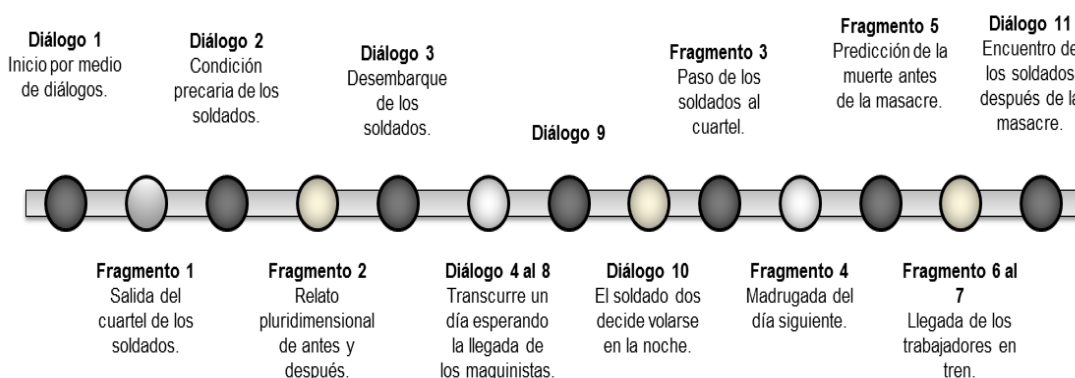 Diálogo 1
Inicio por medio
de diálogos.
Fragmento 1
Salida del
cuartel de los
soldados.
Diálogo 2
Condición
precaria de los
soldados.
Fragmento 2
Relato
pluridimensional
de antes y
después.
Diálogo 3
Desembarque
de los
soldados.
Diálogo 4 al 8
Transcurre un
día esperando
la llegada de
los maquinistas.
Diálogo 9
Diálogo 10
El soldado dos
decide volarse
en la noche.
Fragmento 3
Paso de los
soldados al
cuartel.
Fragmento 4
Madrugada del
día siguiente.
Fragmento 5
Predicción de la
muerte antes
de la masacre.
Fragmento 6 al
7
Llegada de los
trabajadores en
tren.
Diálogo 11
Encuentro de
los soldados
después de la
masacre.